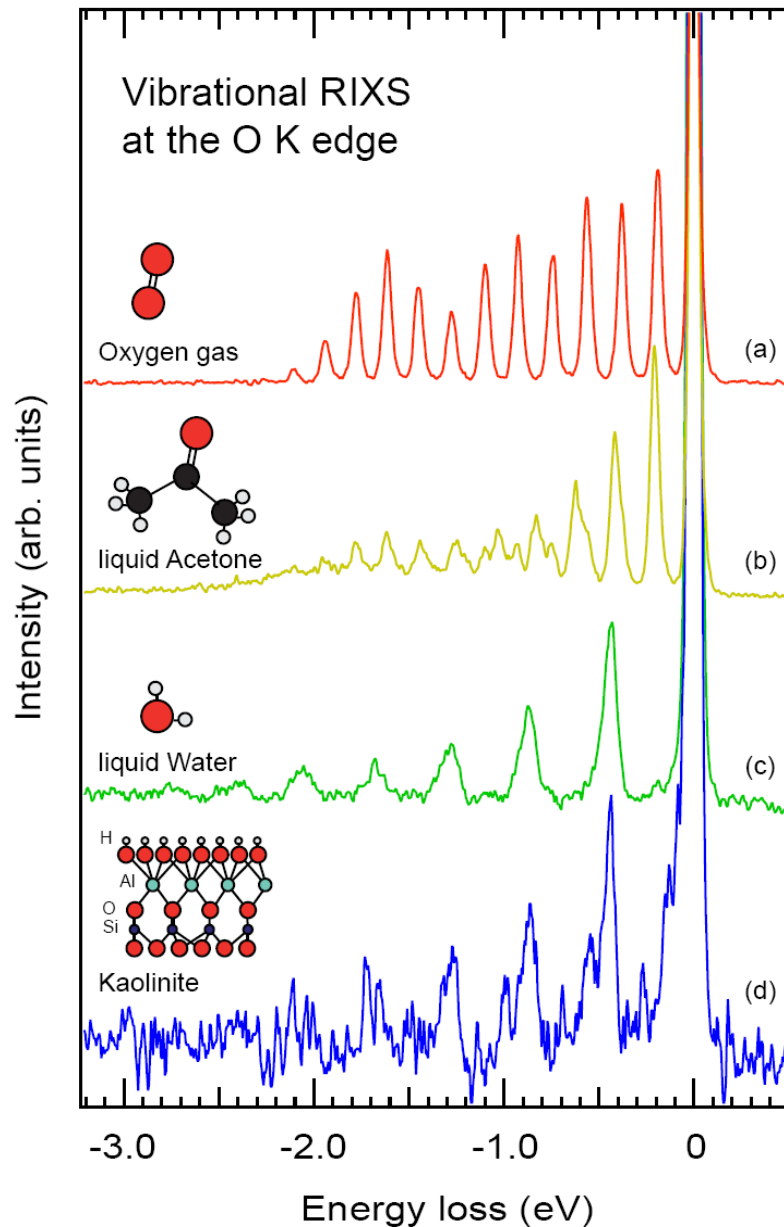 Vibrational RIXS
at the O K edge
Oxygen gas
(a)
liquid Acetone
(b)
liquid Water
(c)
H
Al
O
Si
Kaolinite
(d)
-3.0 -2.0 -1.0 0
Energy loss (eV)
Intensity (arb. units)